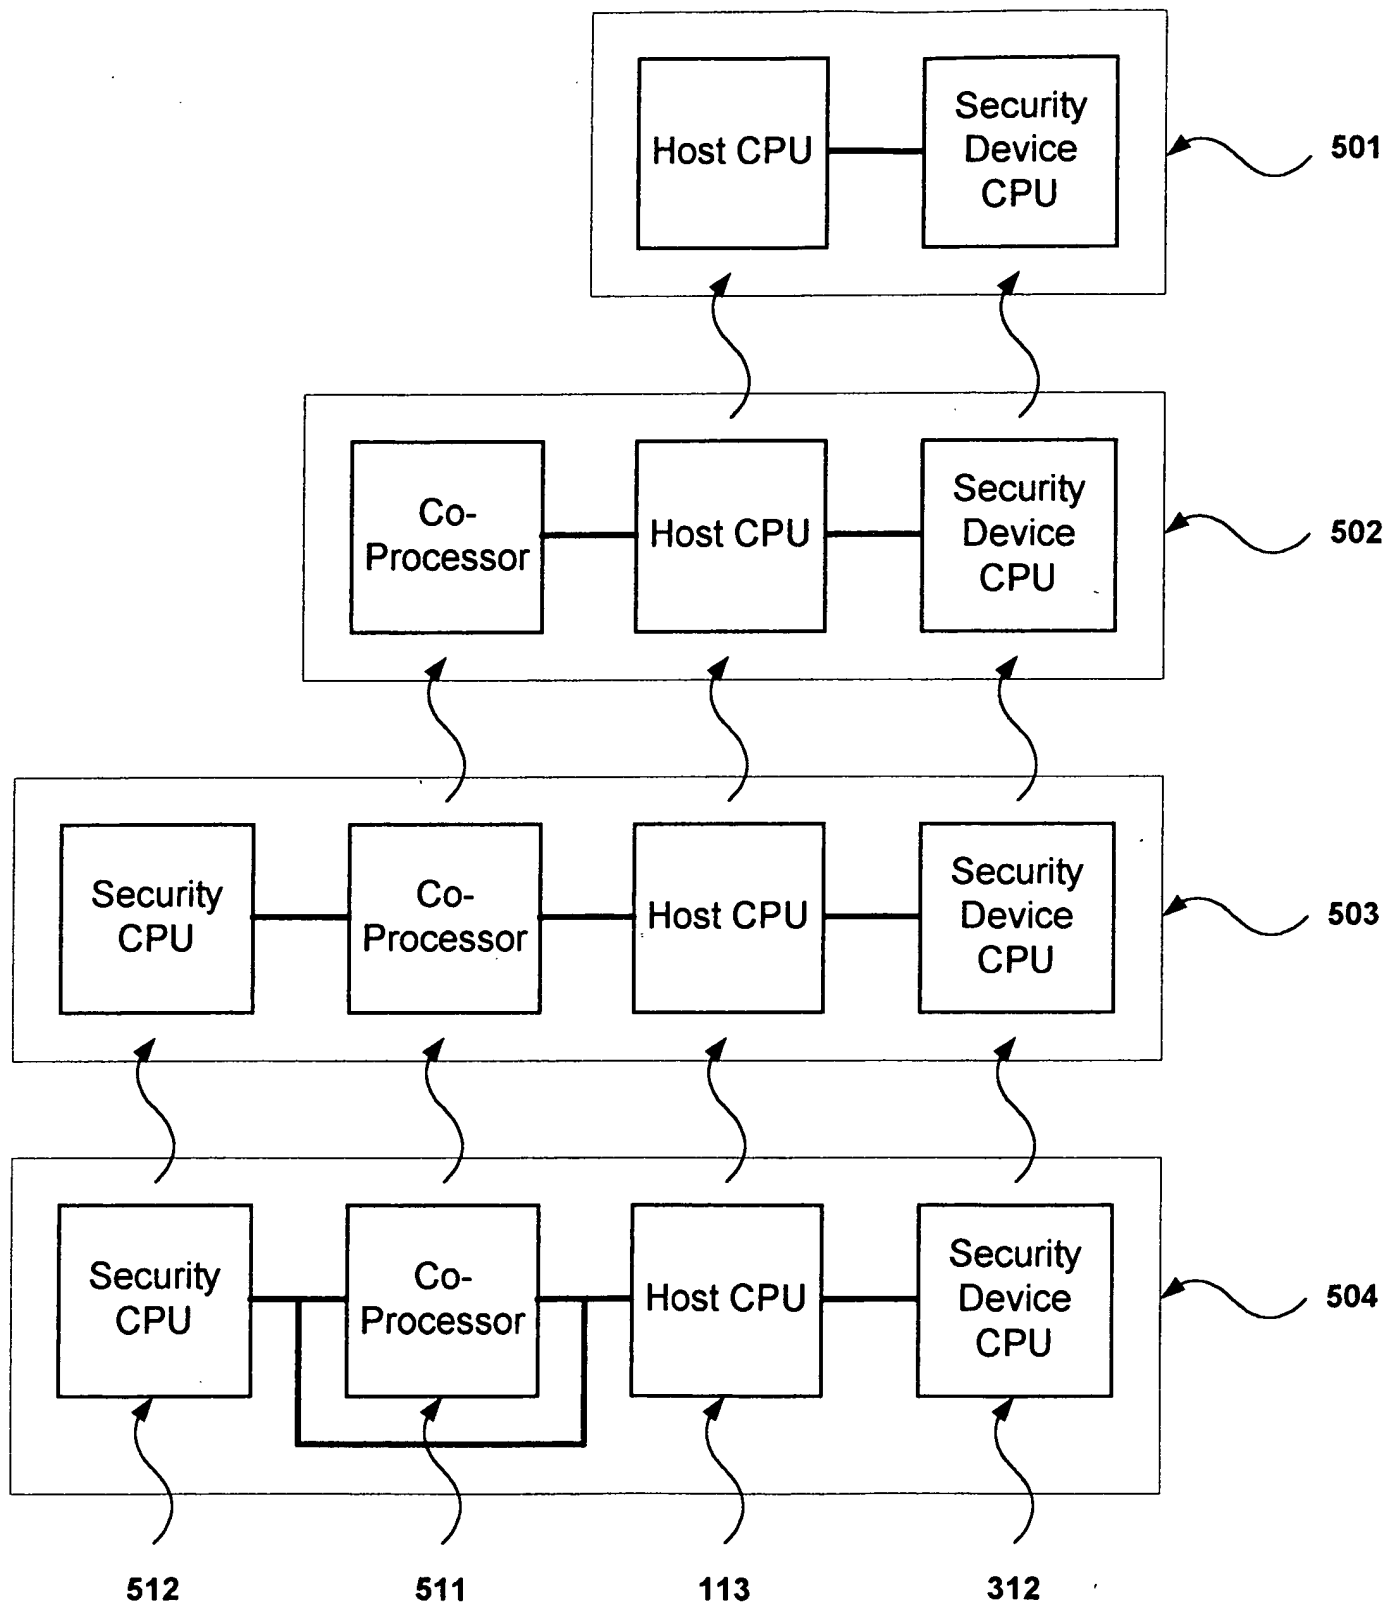 Host CPU
Security
Device
CPU
501
Co-
Processor
Host CPU
Security
Device
CPU
502
Security
CPU
Co-
Processor
Host CPU
Security
Device
CPU
503
Security
CPU
Co-
Processor
Host CPU
Security
Device
CPU
504
512
511
113
312